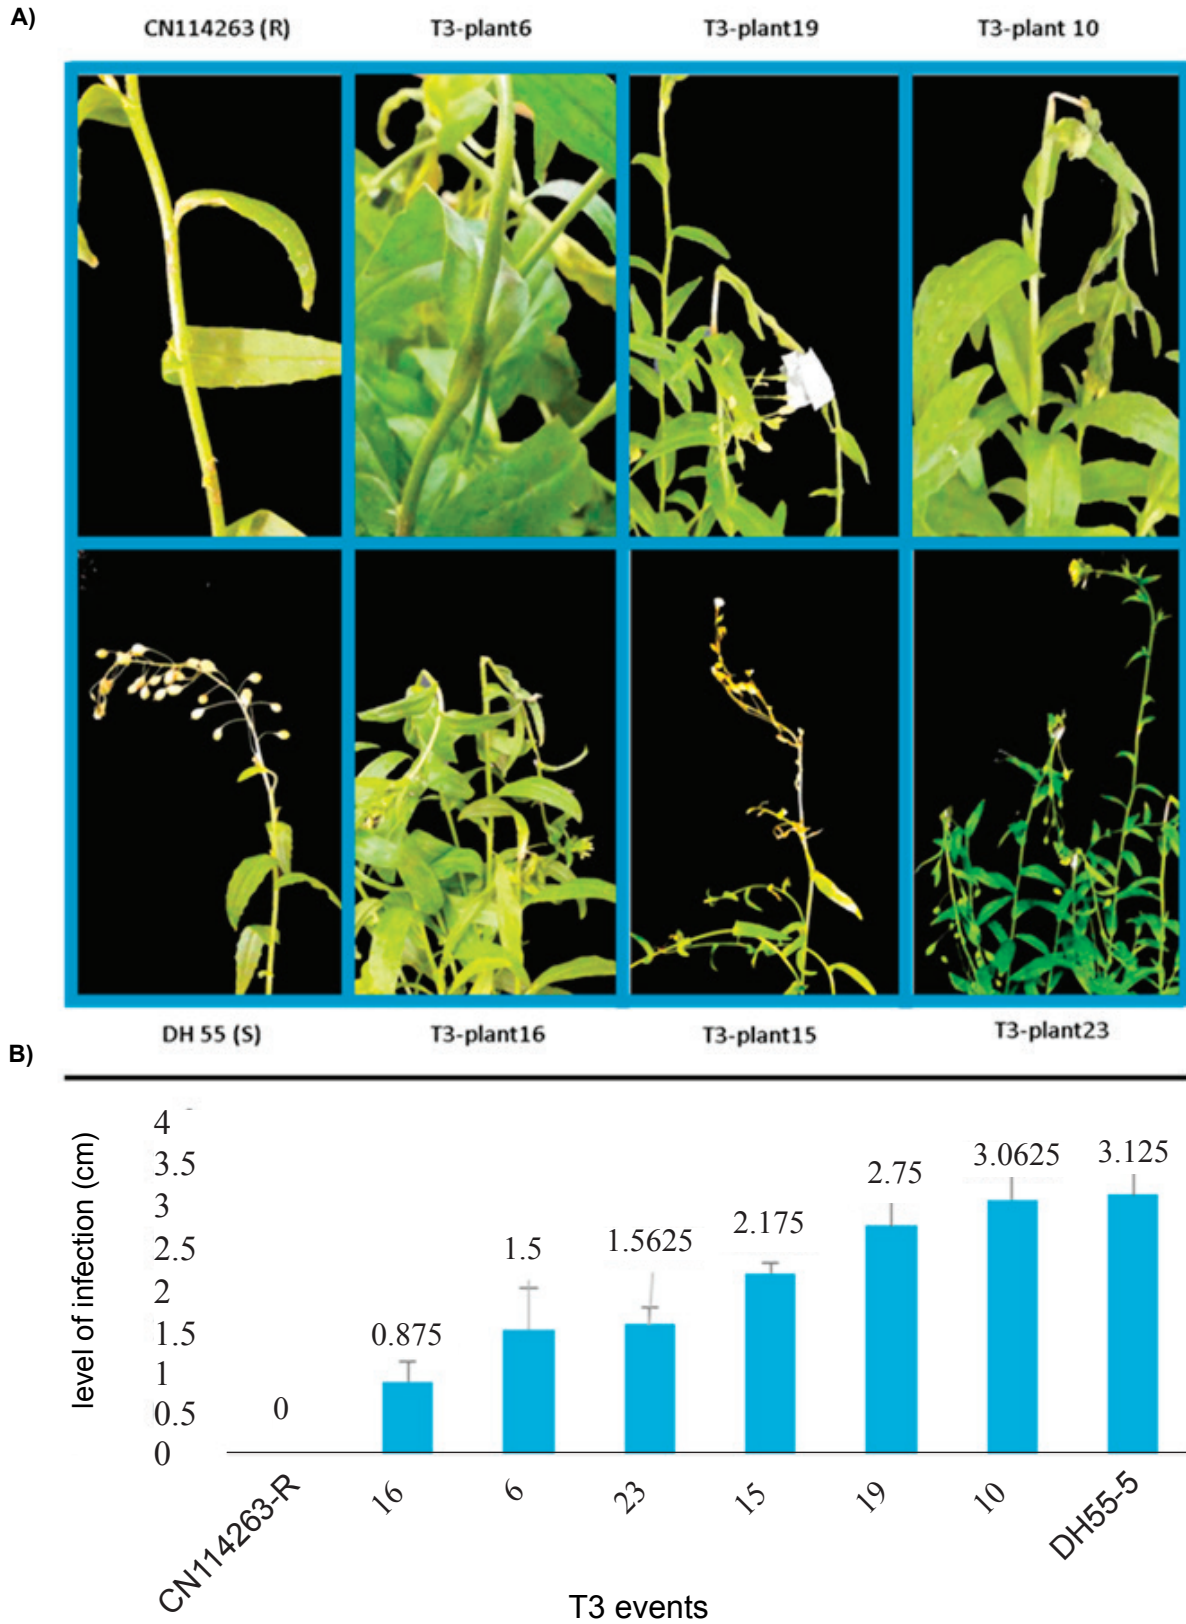 A)
CN114263 (R) T3-plant6 T3-plant19 T3-plant 10
DH 55 (S) T3-plant16 T3-plant15 T3-plant23
B)
level of infection (cm)
4
3.5
3
2.5
2
1.5
1
0.5
0
0 0.875 1.5 1.5625 2.175 2.75 3.0625 3.125
CN114263-R 16 6 23 15 19 10 DH55-5
T3 events